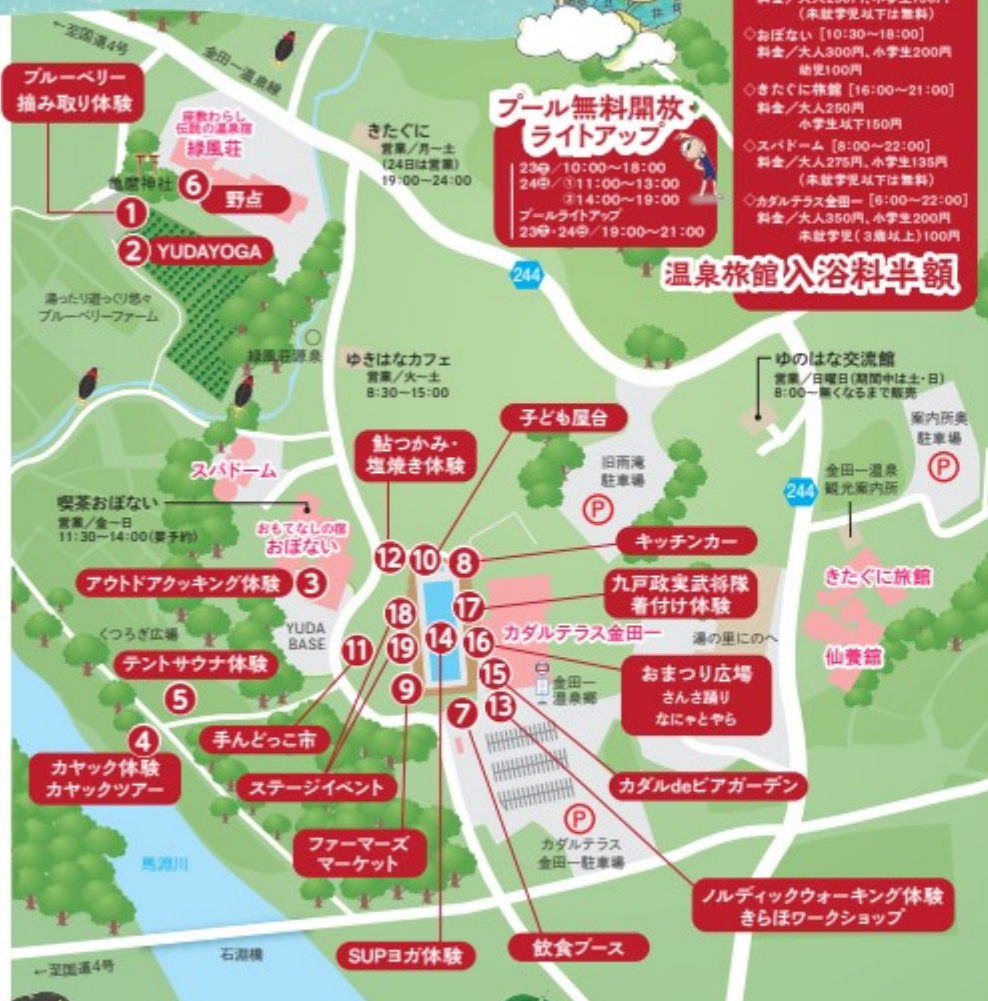 (未就学児以下は無料)
◇おぼない [10:30〜18:00]
料金/大人300円、小学生200円
幼児100円
◇きたぐに旅館 [16:00〜21:00]
料金/大人250円
小学生以下150円
◇スパドーム [8:00〜22:00]
料金/大人275円、小学生135円
(未就学児以下は無料)
◇カダルテラス金田一 [6:00〜22:00]
料金/大人350円、小学生200円
未就学児(3歳以上)100円
温泉旅館入浴料半額
プール無料開放・
ライトアップ
23㊏/10:00〜18:00
24㊐/①11:00〜13:00
②14:00〜19:00
プールライトアップ
23㊏・24㊐/19:00〜21:00
←至国道4号
金田一温泉線
ブルーベリー
摘み取り体験
座敷わらし
伝説の温泉宿
緑風荘
亀麿神社
6
野点
1
2
YUDAYOGA
きたぐに
営業/月〜土
(24日は営業)
19:00〜24:00
244
湯ったり遊っくり悠々
ブルーベリーファーム
緑風荘源泉
ゆきはなカフェ
営業/火〜土
8:30〜15:00
ゆのはな交流館
営業/日曜日(期間中は土・日)
8:00〜無くなるまで販売
案内所奥
駐車場
P
子ども屋台
鮎つかみ・
塩焼き体験
旧雨滝
駐車場
P
244
金田一温泉
観光案内所
スパドーム
喫茶おぼない
営業/金〜日
11:30〜14:00(要予約)
おもてなしの宿
おぼない
12
10
8
キッチンカー
きたぐに旅館
アウトドアクッキング体験
3
九戸政実武将隊
着付け体験
17
18
カダルテラス金田一
湯の里にのへ
仙養舘
くつろぎ広場
YUDA
BASE
11
19
14
16
おまつり広場
さんさ踊り
なにゃとやら
テントサウナ体験
5
9
15
金田一
温泉郷
7
13
4
カヤック体験
カヤックツアー
手んどっこ市
ステージイベント
カダルdeビアガーデン
ファーマーズ
マーケット
P
カダルテラス
金田一駐車場
馬淵川
ノルディックウォーキング体験
きらほワークショップ
SUPヨガ体験
飲食ブース
石淵橋
←至国道4号